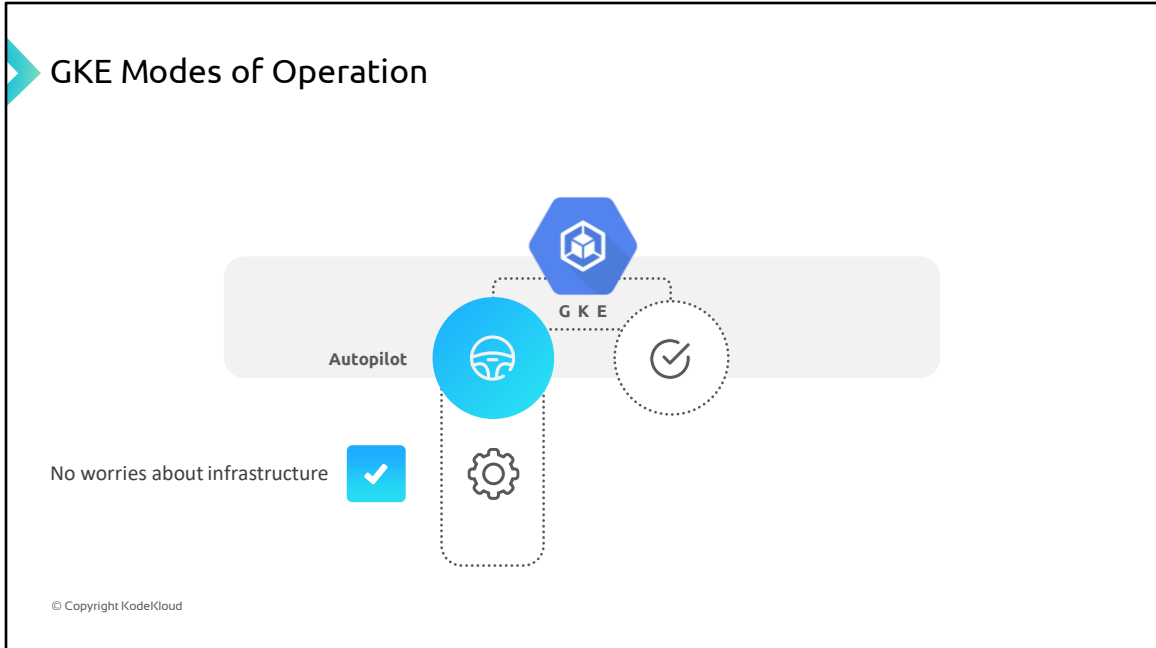 GKE Modes of Operation
G K E
Autopilot
No worries about infrastructure
© Copyright KodeKloud